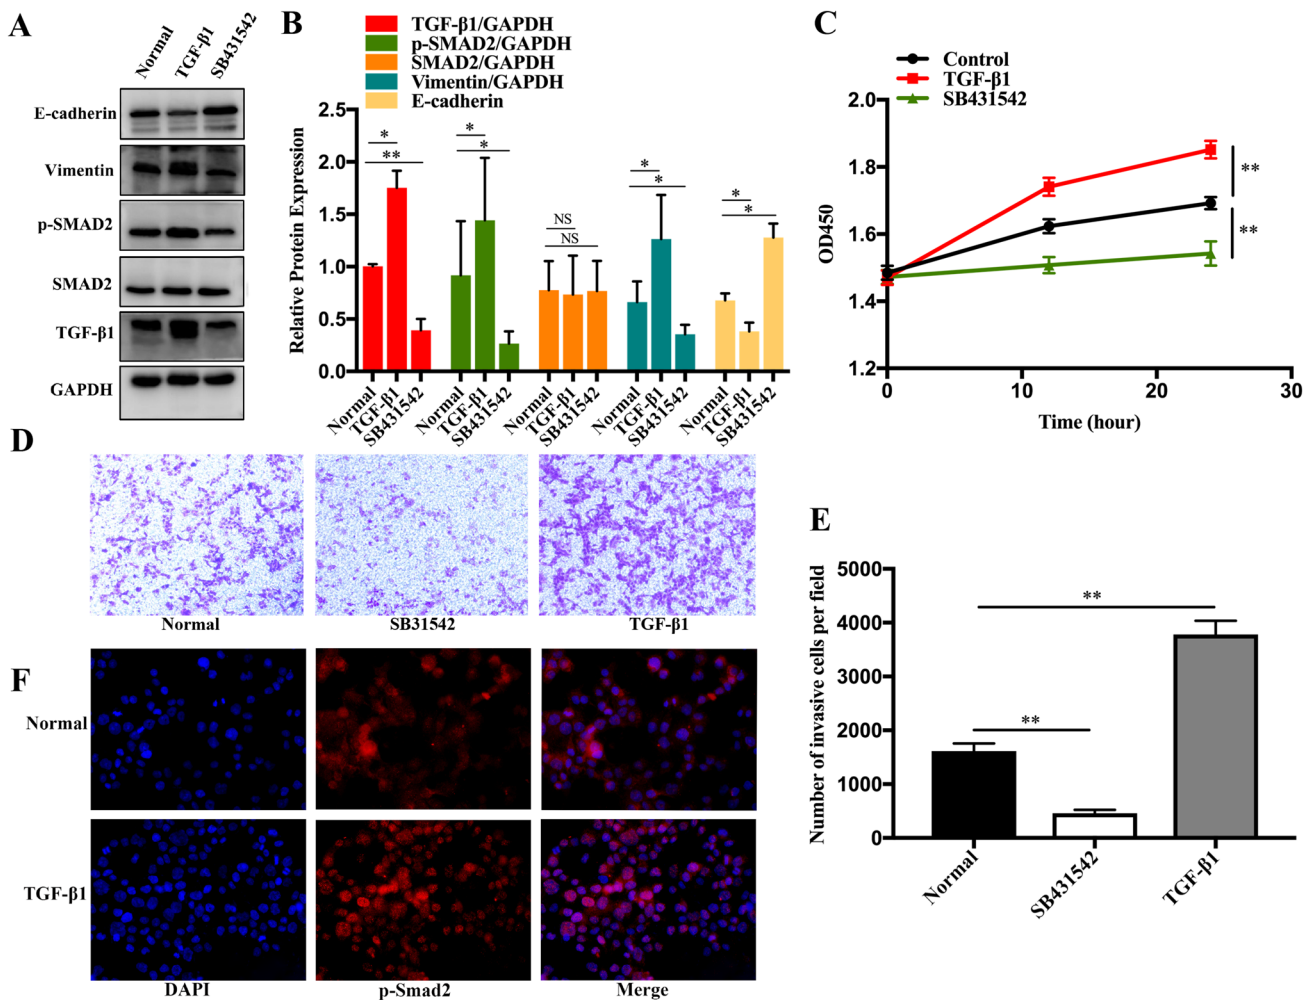 A
Normal
TGF-β1
SB431542
E-cadherin
Vimentin
p-SMAD2
SMAD2
TGF-β1
GAPDH
B
TGF-β1/GAPDH
p-SMAD2/GAPDH
SMAD2/GAPDH
Vimentin/GAPDH
E-cadherin
Relative Protein Expression
2.5
2.0
1.5
1.0
0.5
0.0
*
**
*
*
NS
NS
*
*
*
*
Normal
TGF-β1
SB431542
Normal
TGF-β1
SB431542
Normal
TGF-β1
SB431542
Normal
TGF-β1
SB431542
Normal
TGF-β1
SB431542
C
Control
TGF-β1
SB431542
OD450
2.0
1.8
1.6
1.4
1.2
**
**
0
10
20
30
Time (hour)
D
Normal
SB31542
TGF-β1
E
Number of invasive cells per field
5000
4000
3000
2000
1000
0
**
**
Normal
SB431542
TGF-β1
F
Normal
TGF-β1
DAPI
p-Smad2
Merge